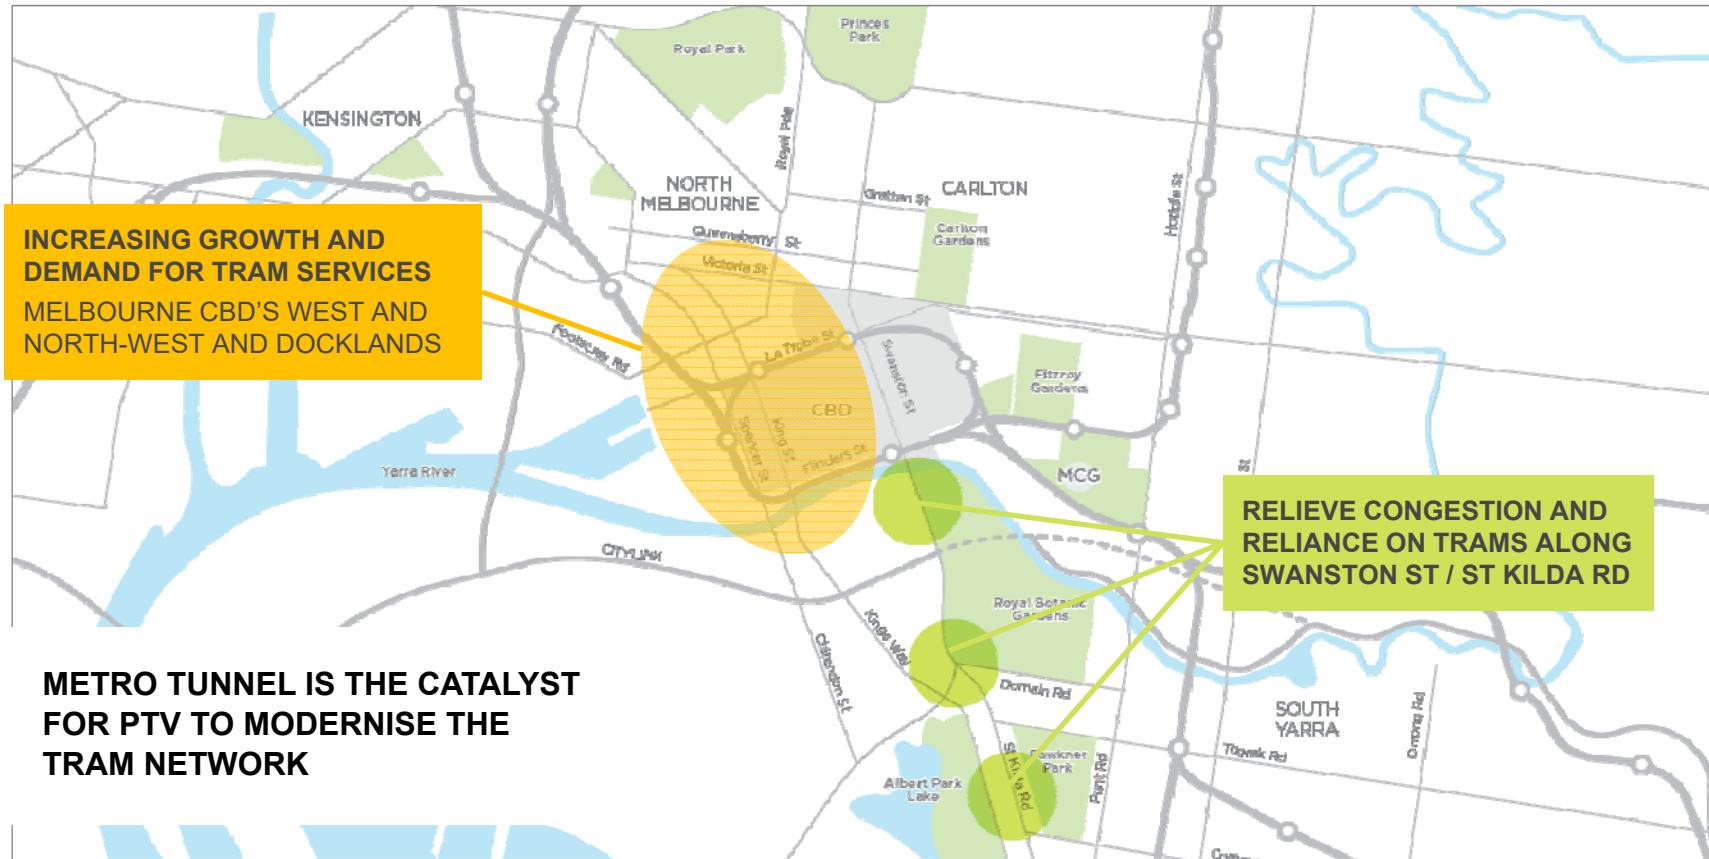 Princes
Park
Royal Park
KENSINGTON
Royal Pde
NORTH
MELBOURNE
Grattan St
CARLTON
Hoddle St
Queensberry St
Carlton
Gardens
Victoria St
INCREASING GROWTH AND
DEMAND FOR TRAM SERVICES
MELBOURNE CBD'S WEST AND
NORTH-WEST AND DOCKLANDS
Footscray Rd
La Trobe St
Swanston St
Fitzroy
Gardens
CBD
King St
Spencer St
Flinders St
Yarra River
MCG
St
RELIEVE CONGESTION AND
RELIANCE ON TRAMS ALONG
SWANSTON ST / ST KILDA RD
CITYLINK
Royal Botanic
Gardens
Kings Way
Clarendon St
Domain Rd
METRO TUNNEL IS THE CATALYST
FOR PTV TO MODERNISE THE
TRAM NETWORK
SOUTH
YARRA
Orrong Rd
Toorak Rd
St Kilda Rd
Fawkner
Park
Punt Rd
Albert Park
Lake